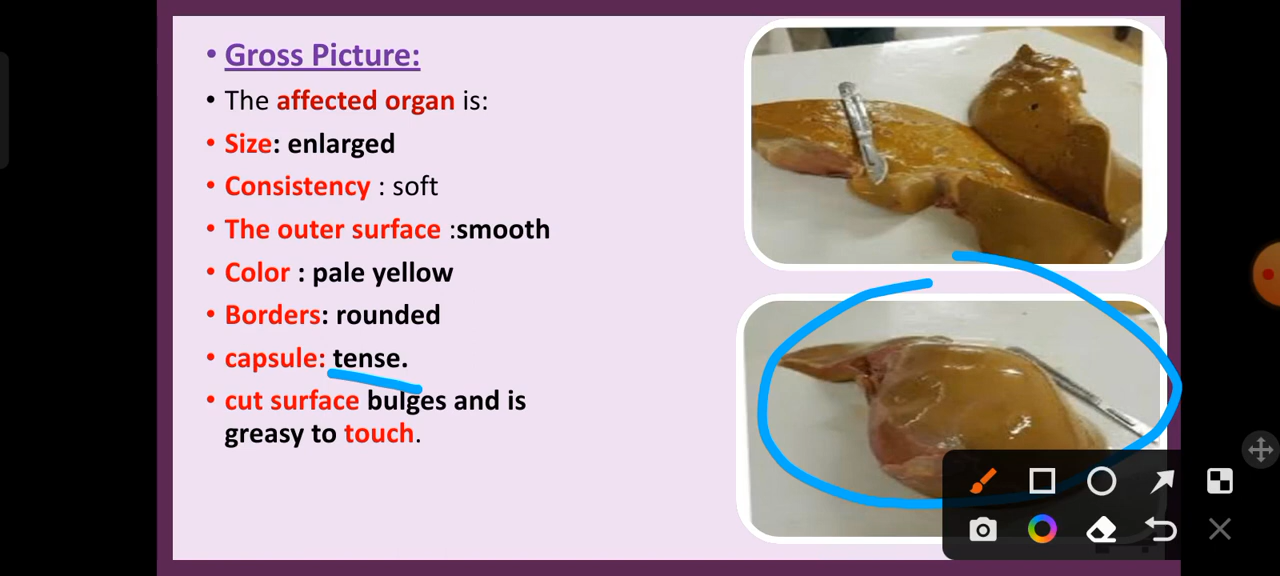 • Gross Picture:
• The affected organ is:
• Size: enlarged
• Consistency : soft
• The outer surface :smooth
• Color : pale yellow
• Borders: rounded
• capsule: tense.
• cut surface bulges and is
greasy to touch.